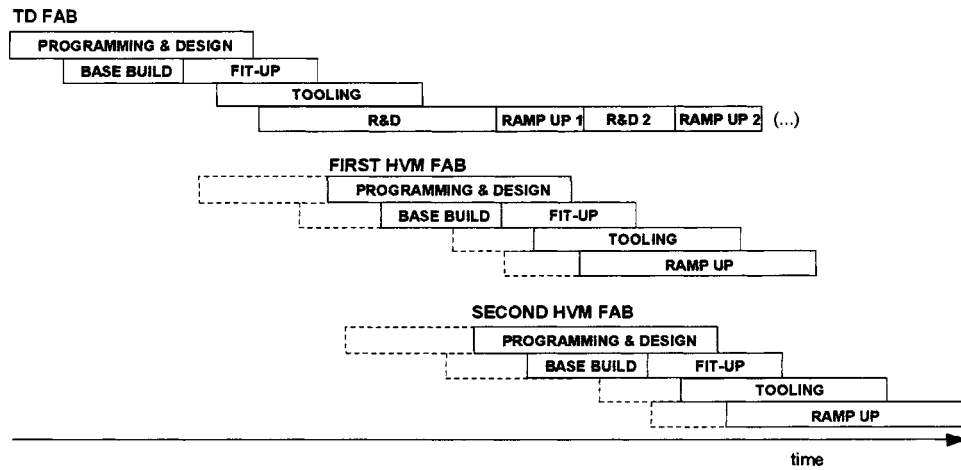 TD FAB
PROGRAMMING & DESIGN
BASE BUILD FIT-UP
TOOLING
R&D RAMP UP 1 R&D 2 RAMP UP 2 (...)
FIRST HVM FAB
PROGRAMMING & DESIGN
BASE BUILD FIT-UP
TOOLING
RAMP UP
SECOND HVM FAB
PROGRAMMING & DESIGN
BASE BUILD FIT-UP
TOOLING
RAMP UP
time